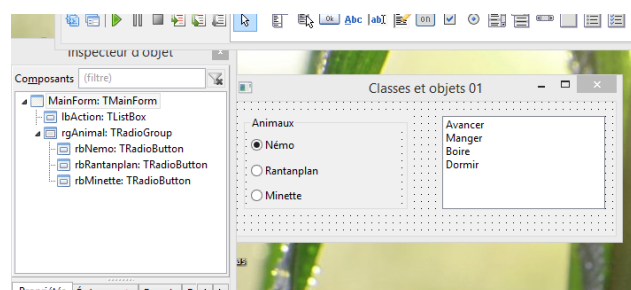 Ok Abc abI on
Inspecteur d'objet
Composants (filtre)
MainForm: TMainForm
lbAction: TListBox
rgAnimal: TRadioGroup
rbNemo: TRadioButton
rbRantanplan: TRadioButton
rbMinette: TRadioButton
Classes et objets 01
Animaux
Némo
Rantanplan
Minette
Avancer
Manger
Boire
Dormir